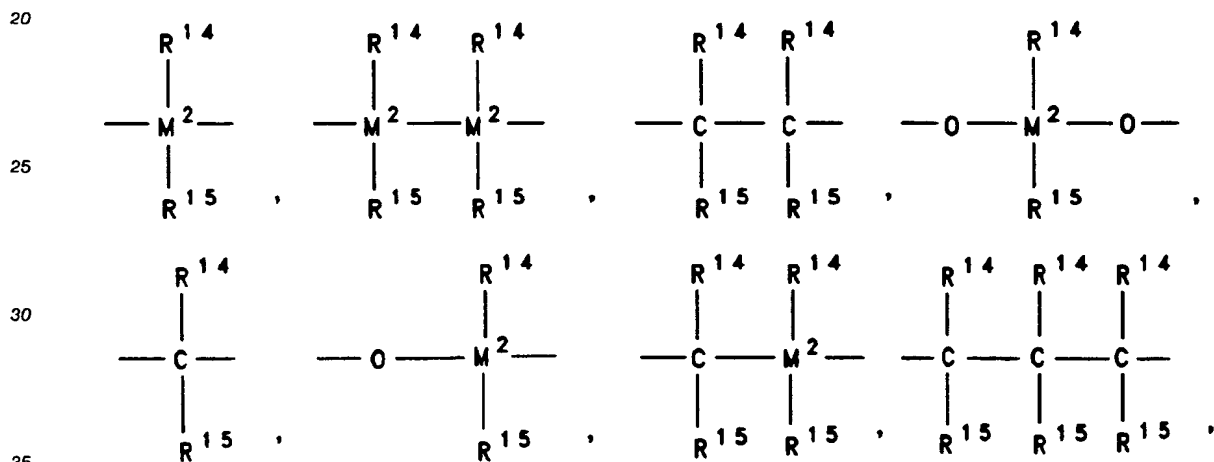 20
R14 R14 R14 R14 R14 R14
M2 M2 M2 C C O M2 O
25
R15 , R15 R15 , R15 R15 , R15 ,
R14 R14 R14 R14 R14 R14 R14
30
C O M2 C M2 C C C
R15 , R15 , R15 R15 , R15 R15 R15 ,